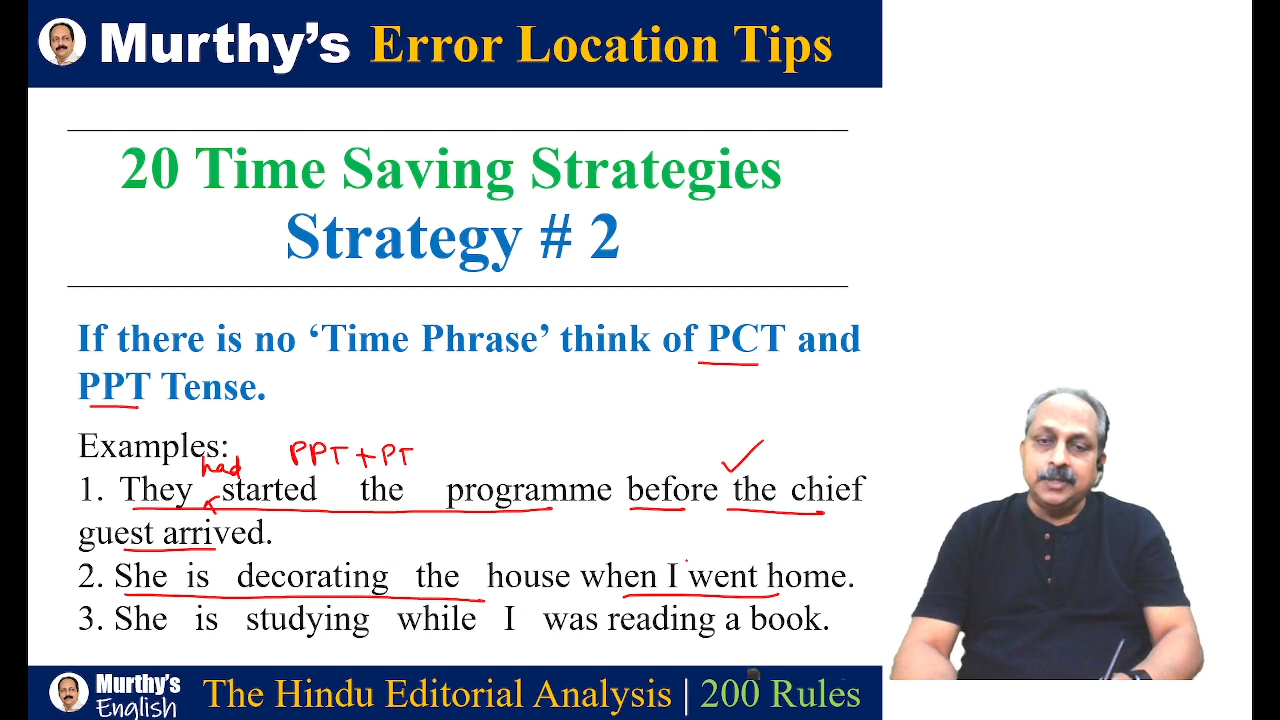 Murthy's Error Location Tips
20 Time Saving Strategies
Strategy # 2
If there is no ‘Time Phrase’ think of PCT and
PPT Tense.
Examples:
had PPT + PT
1. They started the programme before the chief
guest arrived.
2. She is decorating the house when I went home.
3. She is studying while I was reading a book.
Murthy's
English
The Hindu Editorial Analysis | 200 Rules